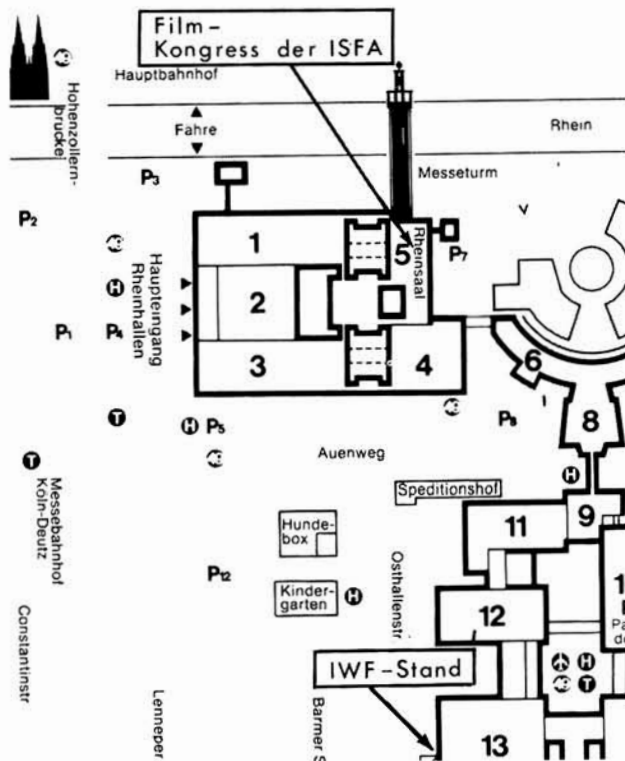 Film-
Kongress der ISFA
Hauptbahnhof
Hohenzollern-
brücke
Fähre
Rhein
Messeturm
P3
P2
1
5
Rheinsaal
P7
H
Haupteingang
Rheinhallen
2
P1
P4
3
4
6
8
P8
T
H
P5
Auenweg
T
Messebahnhof
Köln-Deutz
Speditionshof
H
9
11
Hunde-
box
P12
Kinder-
garten
H
Osthallenstr
12
H
T
Constantinstr
IWF-Stand
Lenneper
Barmer S
13